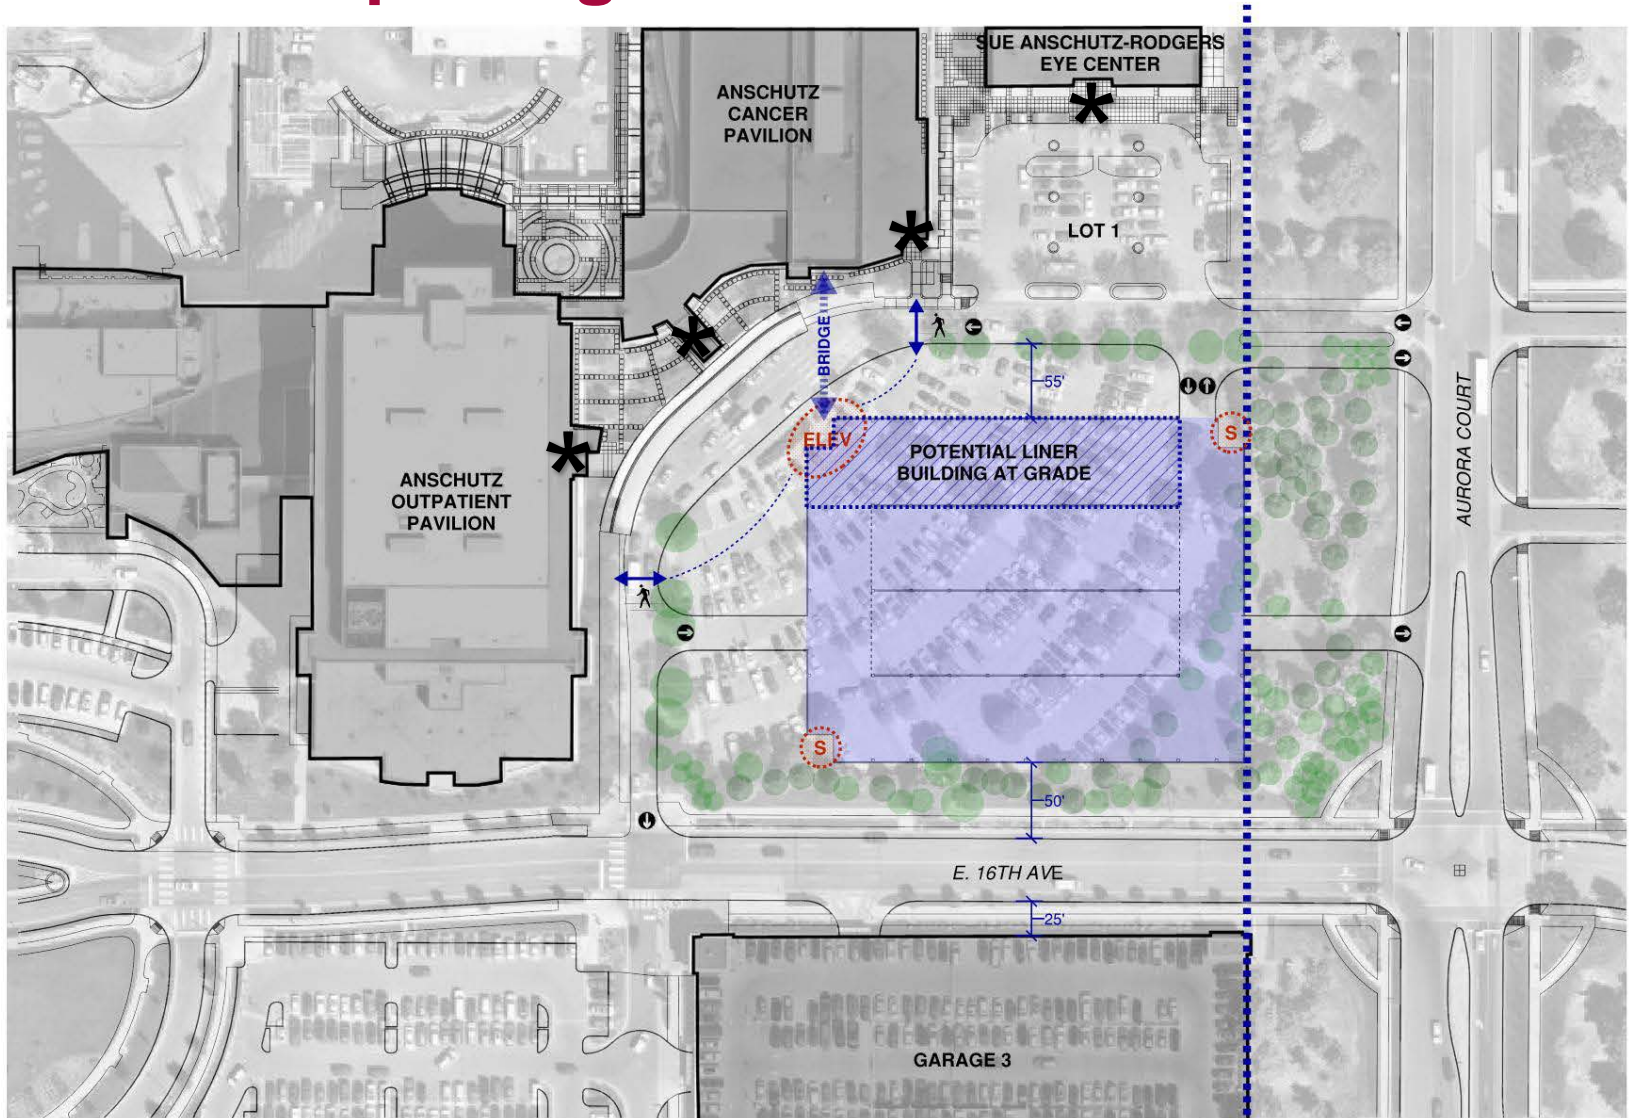 SUE ANSCHUTZ-RODGERS
EYE CENTER
ANSCHUTZ
CANCER
PAVILION
LOT 1
BRIDGE
55'
ELEV
S
POTENTIAL LINER
BUILDING AT GRADE
AURORA COURT
ANSCHUTZ
OUTPATIENT
PAVILION
S
50'
E. 16TH AVE
25'
GARAGE 3